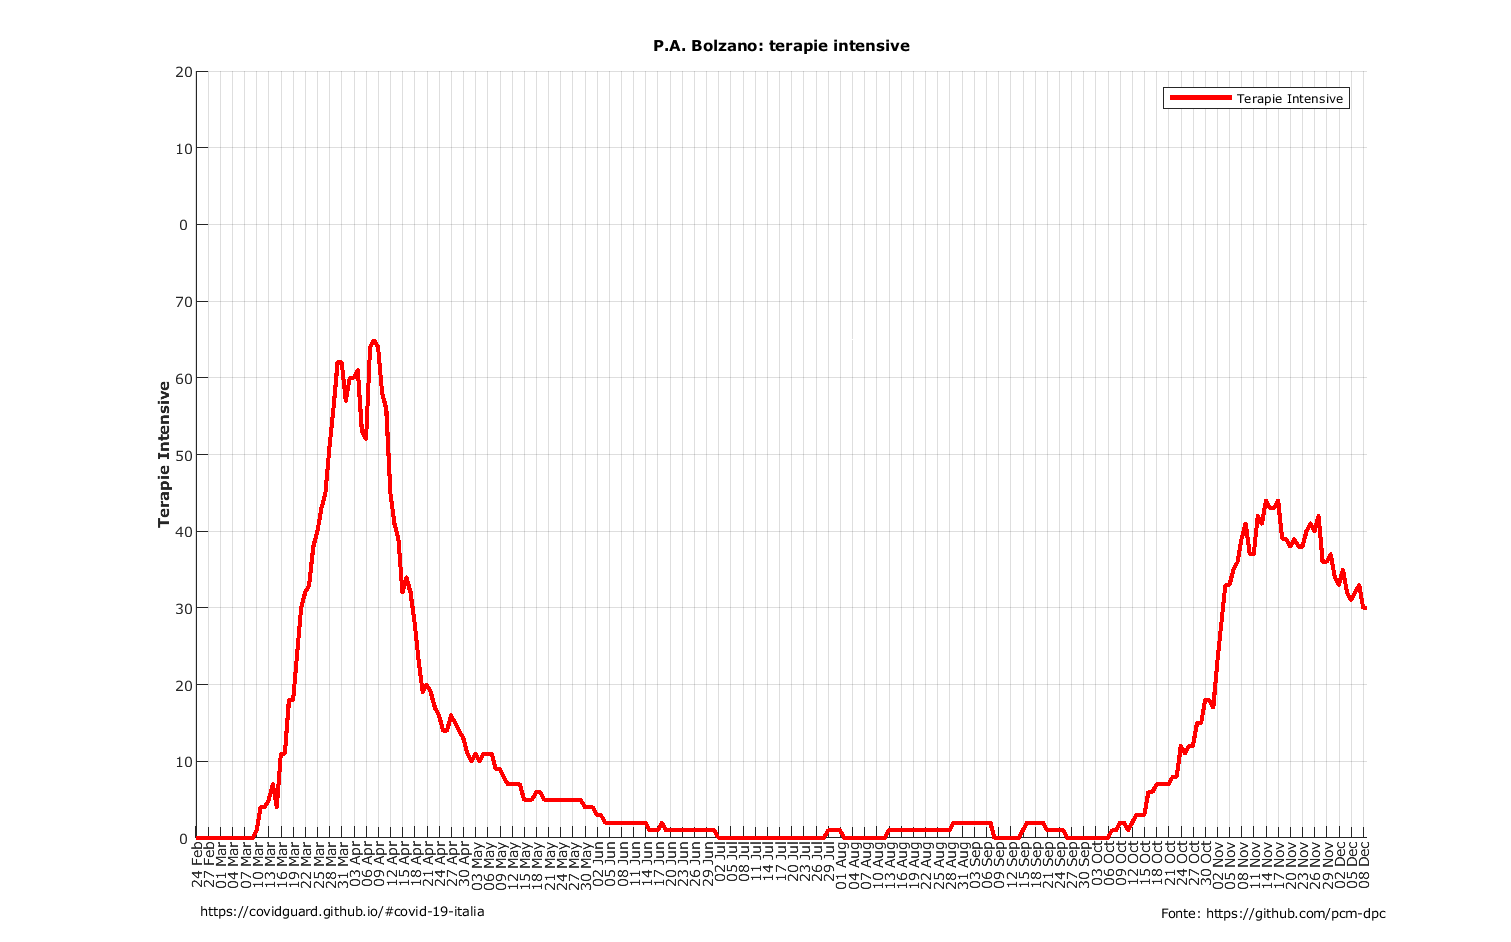 P.A. Bolzano: terapie intensive
Terapie Intensive
20
10
0
70
60
50
40
30
20
10
0
Terapie Intensive
24 Feb
27 Feb
01 Mar
04 Mar
07 Mar
10 Mar
13 Mar
16 Mar
19 Mar
22 Mar
25 Mar
28 Mar
31 Mar
03 Apr
06 Apr
09 Apr
12 Apr
15 Apr
18 Apr
21 Apr
24 Apr
27 Apr
30 Apr
03 May
06 May
09 May
12 May
15 May
18 May
21 May
24 May
27 May
30 May
02 Jun
05 Jun
08 Jun
11 Jun
14 Jun
17 Jun
20 Jun
23 Jun
26 Jun
29 Jun
02 Jul
05 Jul
08 Jul
11 Jul
14 Jul
17 Jul
20 Jul
23 Jul
26 Jul
29 Jul
01 Aug
04 Aug
07 Aug
10 Aug
13 Aug
16 Aug
19 Aug
22 Aug
25 Aug
28 Aug
31 Aug
03 Sep
06 Sep
09 Sep
12 Sep
15 Sep
18 Sep
21 Sep
24 Sep
27 Sep
30 Sep
03 Oct
06 Oct
09 Oct
12 Oct
15 Oct
18 Oct
21 Oct
24 Oct
27 Oct
30 Oct
02 Nov
05 Nov
08 Nov
11 Nov
14 Nov
17 Nov
20 Nov
23 Nov
26 Nov
29 Nov
02 Dec
05 Dec
08 Dec
https://covidguard.github.io/#covid-19-italia
Fonte: https://github.com/pcm-dpc